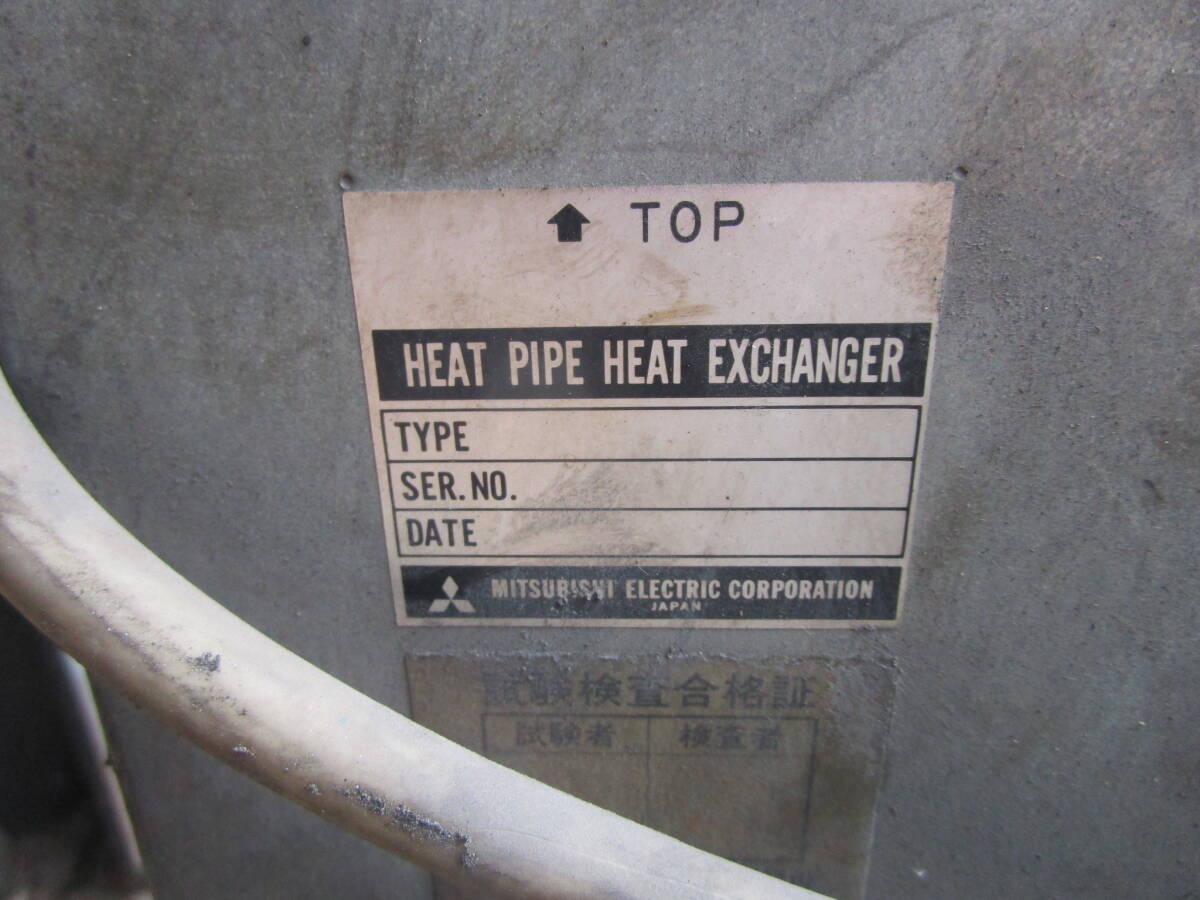 TOP
HEAT PIPE HEAT EXCHANGER
TYPE
SER. NO.
DATE
MITSUBISHI ELECTRIC CORPORATION
JAPAN
試験検査合格証
試験者 検査者